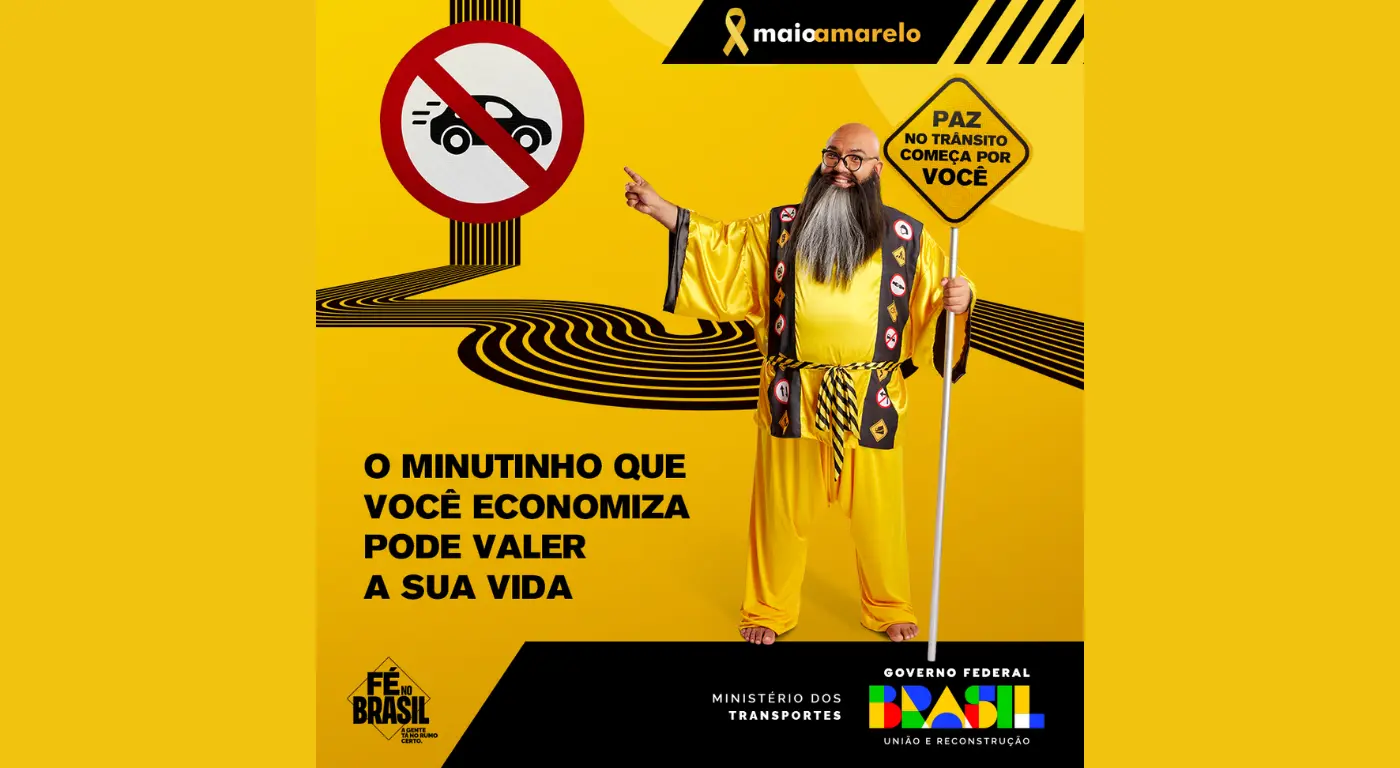 maioamarelo
PAZ
NO TRÂNSITO
COMEÇA POR
VOCÊ
O MINUTINHO QUE
VOCÊ ECONOMIZA
PODE VALER
A SUA VIDA
FÉ NO
BRASIL
A GENTE
TÁ NO RUMO
CERTO.
MINISTÉRIO DOS
TRANSPORTES
GOVERNO FEDERAL
BRASIL
UNIÃO E RECONSTRUÇÃO